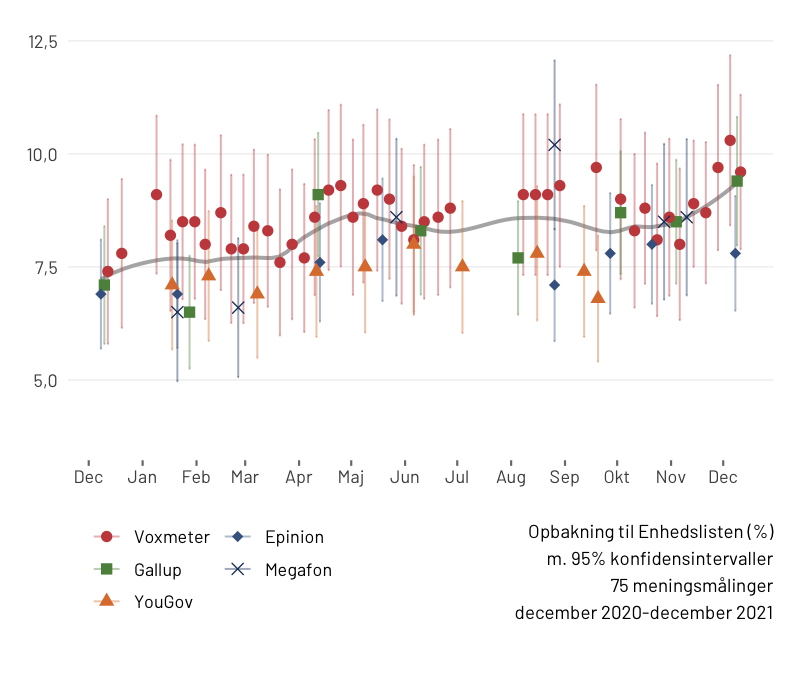 12,5
10,0
7,5
5,0
Dec Jan Feb Mar Apr Maj Jun Jul Aug Sep Okt Nov Dec
Voxmeter Epinion
Gallup Megafon
YouGov
Opbakning til Enhedslisten (%)
m. 95% konfidensintervaller
75 meningsmålinger
december 2020-december 2021